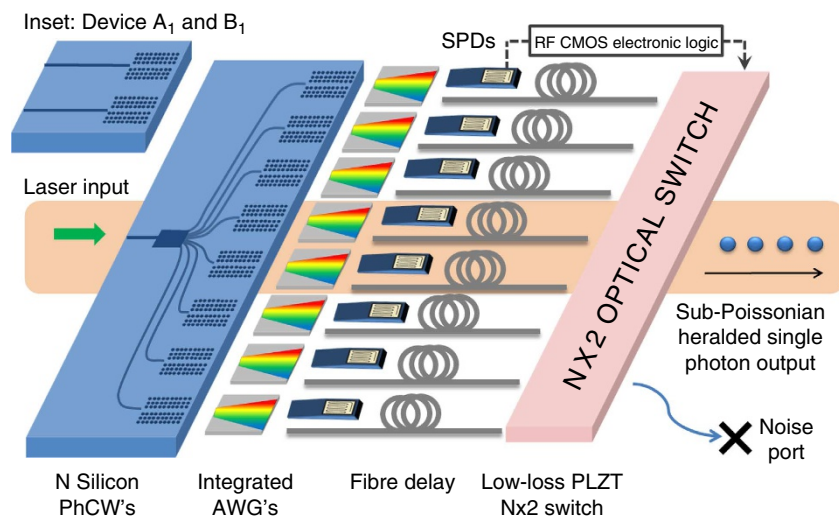 Inset: Device A₁ and B₁
SPDs
RF CMOS electronic logic
Laser input
NX2 OPTICAL SWITCH
Sub-Poissonian
heralded single
photon output
Noise
port
N Silicon
PhCW's
Integrated
AWG's
Fibre delay
Low-loss PLZT
Nx2 switch